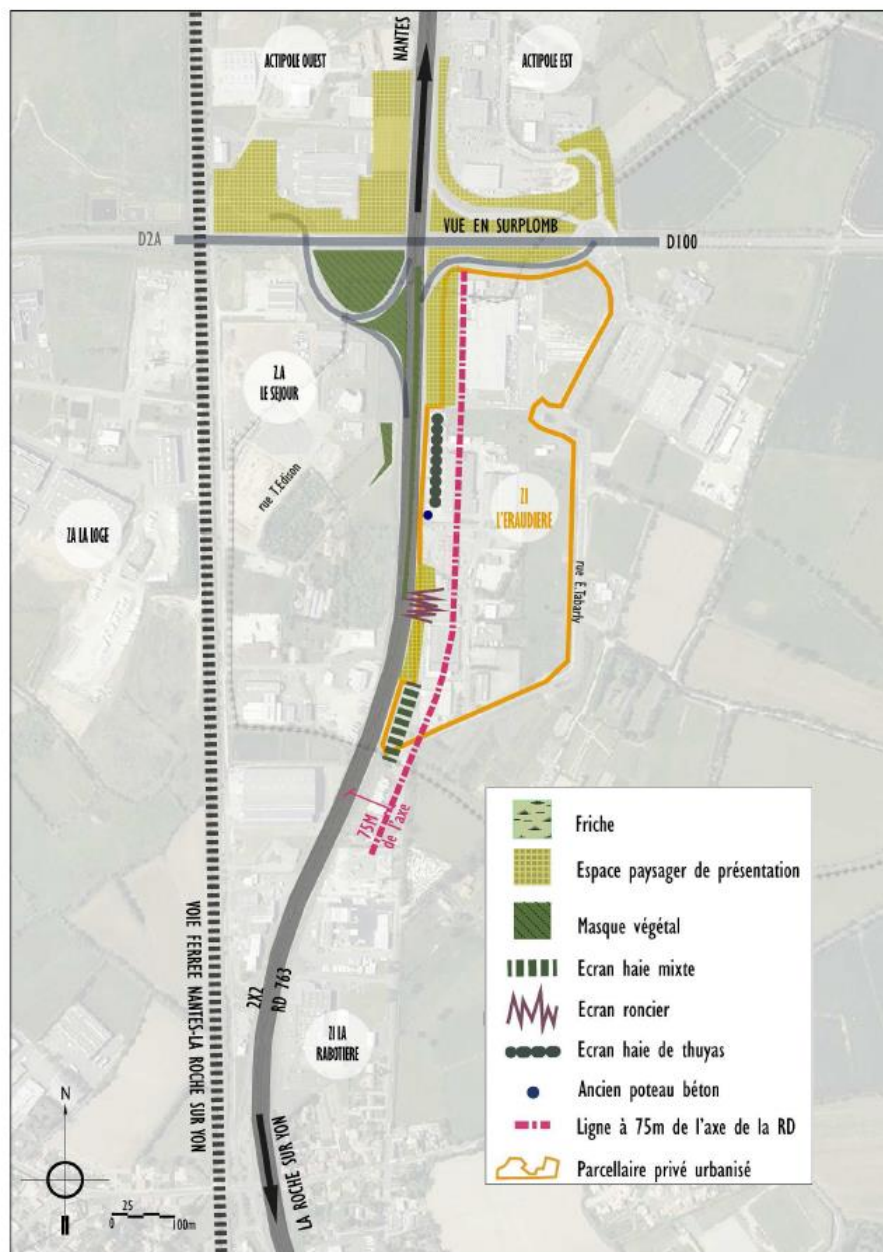 ACTIPOLE OUEST
NANTES
ACTIPOLE EST
VUE EN SURPLOMB
D2A
D100
Z.A
LE SEJOUR
rue T.Edison
ZA LA LOGE
ZI
L'ERAUDIERE
rue E.Tabarly
75M
de l'axe
VOIE FERREE NANTES-LA ROCHE SUR YON
2X2
RD 763
ZI LA
RABOTIERE
LA ROCHE SUR YON
N
25
0
100m
Friche
Espace paysager de présentation
Masque végétal
Ecran haie mixte
Ecran roncier
Ecran haie de thuyas
Ancien poteau béton
Ligne à 75m de l'axe de la RD
Parcellaire privé urbanisé